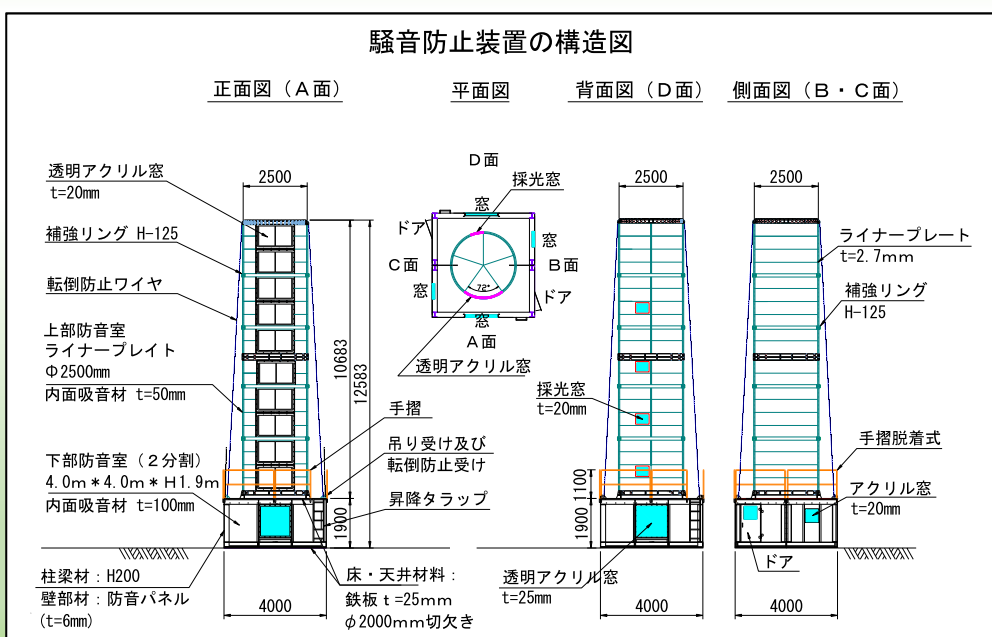 騒音防止装置の構造図
正面図（A面）
平面図
背面図（D面）
側面図（B・C面）
透明アクリル窓
t=20mm
補強リング H-125
転倒防止ワイヤ
上部防音室
ライナープレイト
Φ2500mm
内面吸音材 t=50mm
下部防音室（２分割）
4.0m＊4.0m＊H1.9m
内面吸音材 t=100mm
柱梁材：H200
壁部材：防音パネル
(t=6mm)
2500
10683
12583
1900
4000
手摺
吊り受け及び
転倒防止受け
昇降タラップ
床・天井材料：
鉄板ｔ=25mm
φ2000mm切欠き
D面
採光窓
窓
ドア
窓
C面
B面
72°
窓
ドア
窓
A面
透明アクリル窓
2500
採光窓
t=20mm
1100
1900
透明アクリル窓
t=25mm
4000
2500
ライナープレート
t=2.7mm
補強リング
H-125
手摺脱着式
アクリル窓
t=20mm
ドア
4000